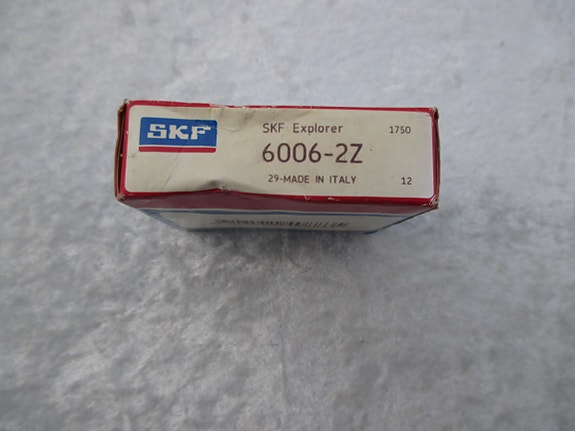 SKF
SKF Explorer 1750
6006-2Z
29-MADE IN ITALY 12